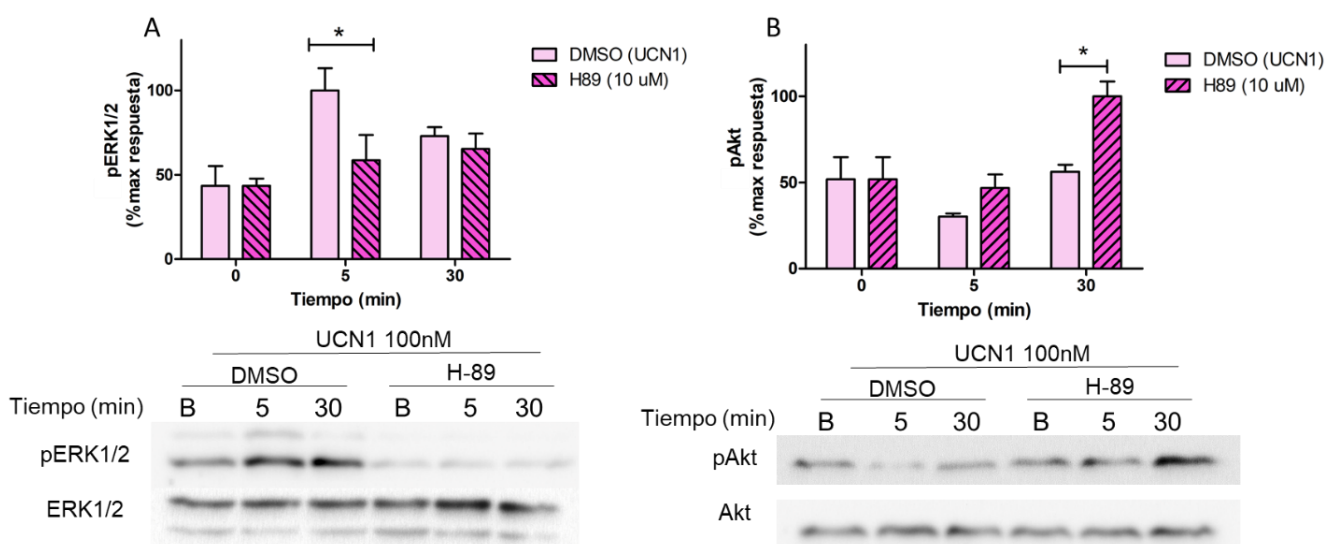 A
*
DMSO (UCN1)
H89 (10 uM)
pERK1/2
(%max respuesta)
100
50
0
0 5 30
Tiempo (min)
UCN1 100nM
DMSO H-89
Tiempo (min) B 5 30 B 5 30
pERK1/2
ERK1/2
B
*
DMSO (UCN1)
H89 (10 uM)
pAkt
(%max respuesta)
100
50
0
0 5 30
Tiempo (min)
UCN1 100nM
DMSO H-89
Tiempo (min) B 5 30 B 5 30
pAkt
Akt